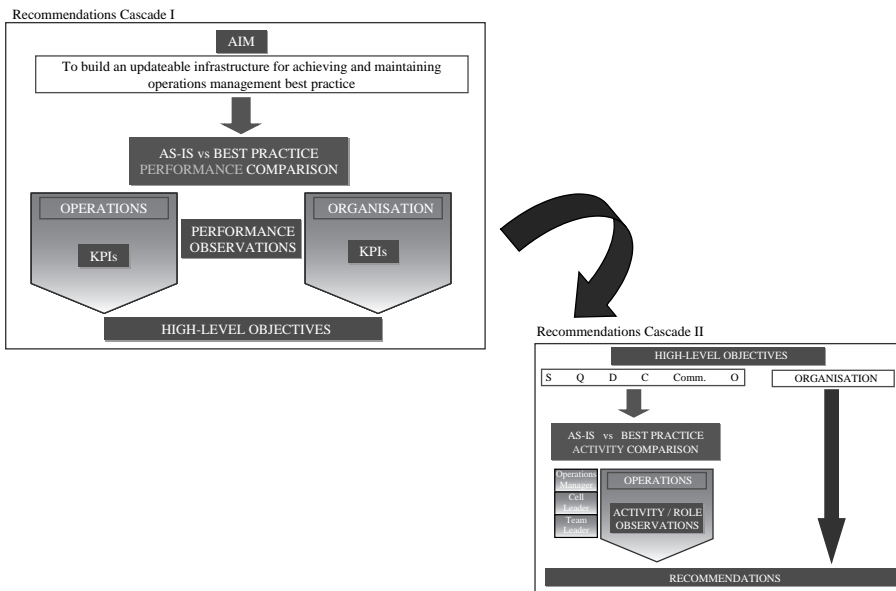 Recommendations Cascade I
AIM
To build an updateable infrastructure for achieving and maintaining
operations management best practice
AS-IS vs BEST PRACTICE
PERFORMANCE COMPARISON
OPERATIONS
KPIs
PERFORMANCE
OBSERVATIONS
ORGANISATION
KPIs
HIGH-LEVEL OBJECTIVES
Recommendations Cascade II
HIGH-LEVEL OBJECTIVES
S Q D C Comm. O
ORGANISATION
AS-IS vs BEST PRACTICE
ACTIVITY COMPARISON
Operations
Manager
Cell
Leader
Team
Leader
OPERATIONS
ACTIVITY / ROLE
OBSERVATIONS
RECOMMENDATIONS